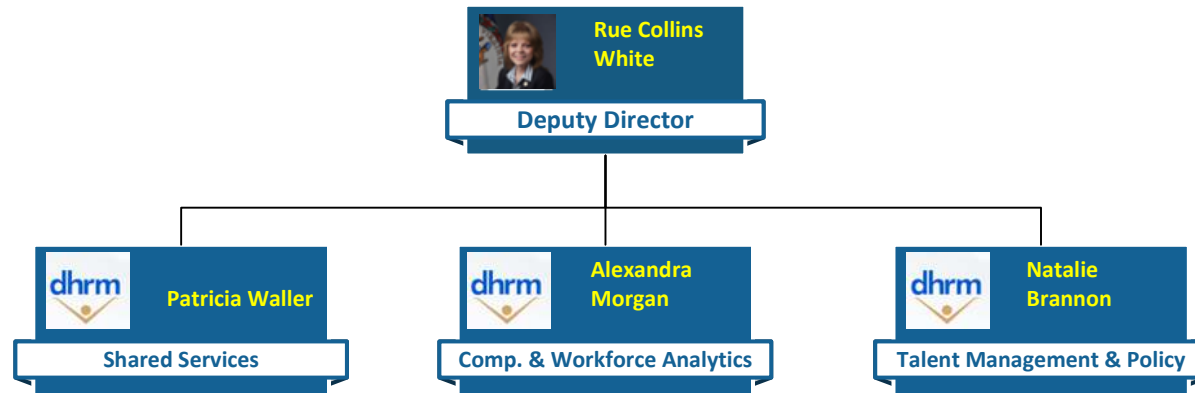 Rue Collins
White
Deputy Director
dhrm
Patricia Waller
Shared Services
dhrm
Alexandra
Morgan
Comp. & Workforce Analytics
dhrm
Natalie
Brannon
Talent Management & Policy